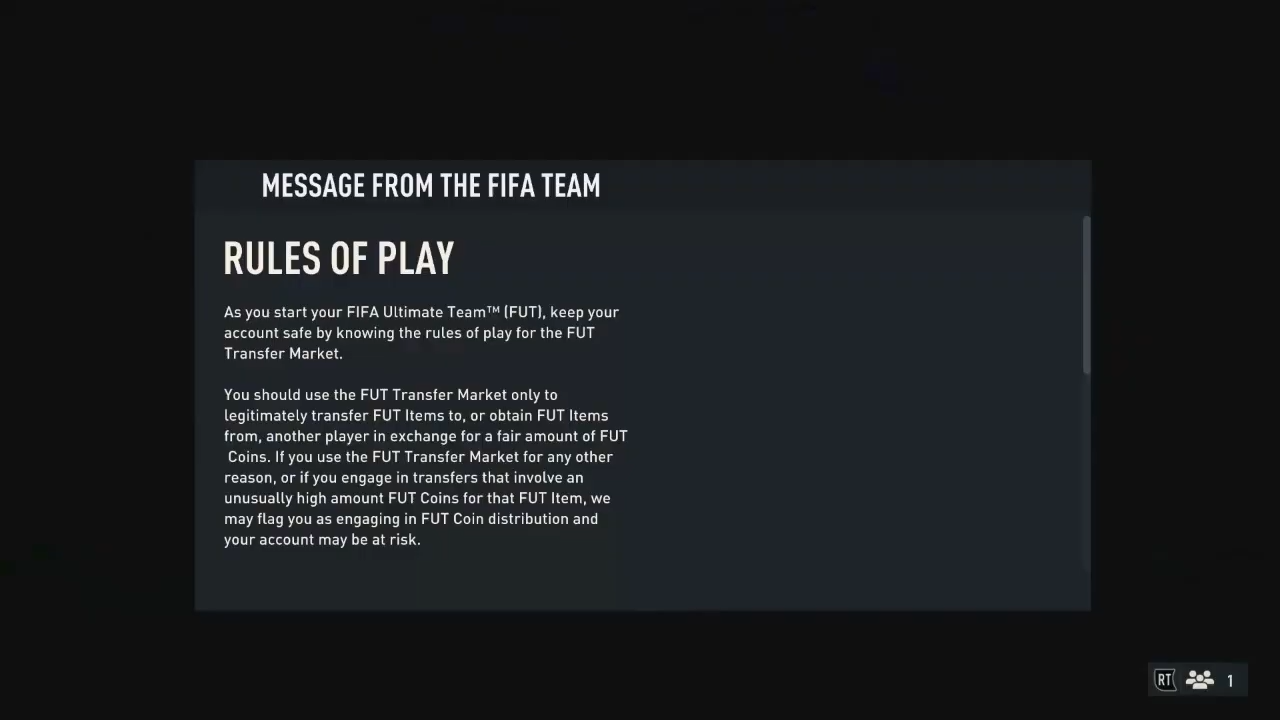 MESSAGE FROM THE FIFA TEAM
RULES OF PLAY
As you start your FIFA Ultimate Team™ (FUT), keep your
account safe by knowing the rules of play for the FUT
Transfer Market.
You should use the FUT Transfer Market only to
legitimately transfer FUT Items to, or obtain FUT Items
from, another player in exchange for a fair amount of FUT
Coins. If you use the FUT Transfer Market for any other
reason, or if you engage in transfers that involve an
unusually high amount FUT Coins for that FUT Item, we
may flag you as engaging in FUT Coin distribution and
your account may be at risk.
RT 1